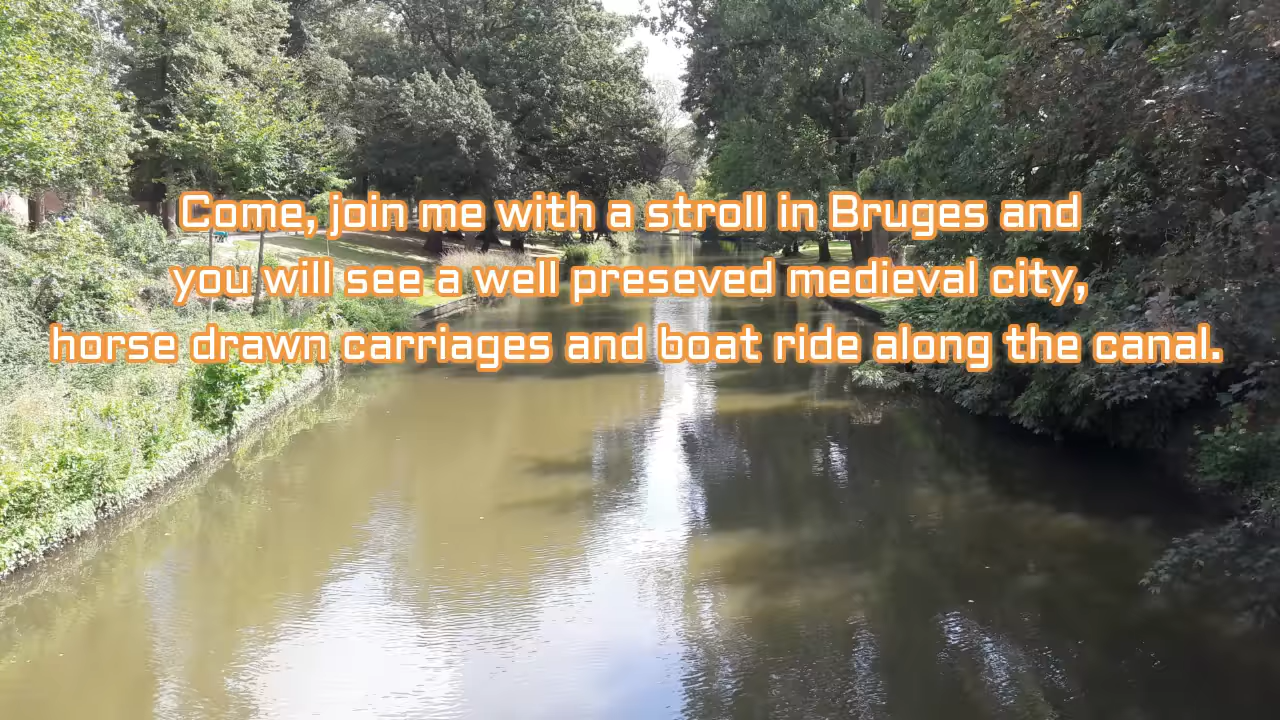 Come, join me with a stroll in Bruges and
you will see a well preseved medieval city,
horse drawn carriages and boat ride along the canal.